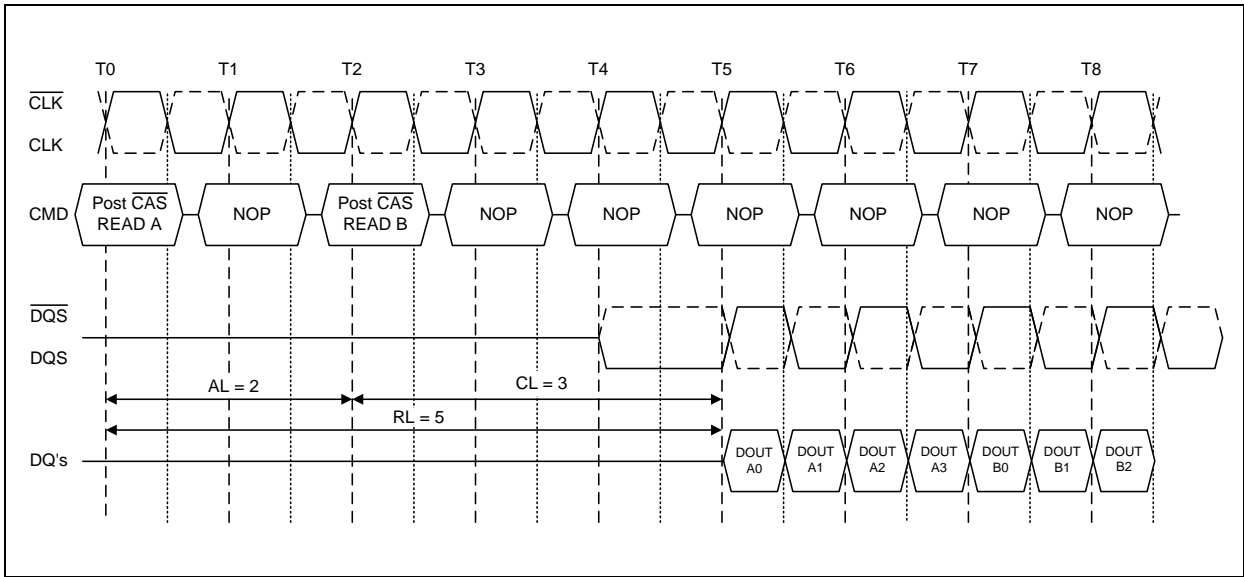 T0 T1 T2 T3 T4 T5 T6 T7 T8
CLK
CLK
CMD
Post CAS
READ A
NOP
Post CAS
READ B
NOP
NOP
NOP
NOP
NOP
NOP
DQS
DQS
AL = 2
CL = 3
RL = 5
DQ's
DOUT
A0
DOUT
A1
DOUT
A2
DOUT
A3
DOUT
B0
DOUT
B1
DOUT
B2